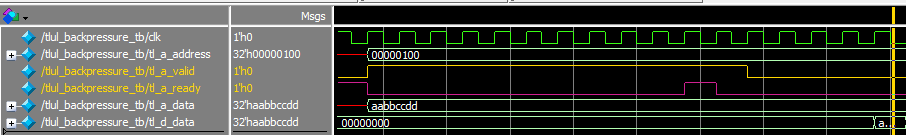 Msgs
/tlul_backpressure_tb/clk 1'h0
/tlul_backpressure_tb/tl_a_address 32'h00000100 00000100
/tlul_backpressure_tb/tl_a_valid 1'h0
/tlul_backpressure_tb/tl_a_ready 1'h0
/tlul_backpressure_tb/tl_a_data 32'haabbccdd aabbccdd
/tlul_backpressure_tb/tl_d_data 32'haabbccdd 00000000 a...